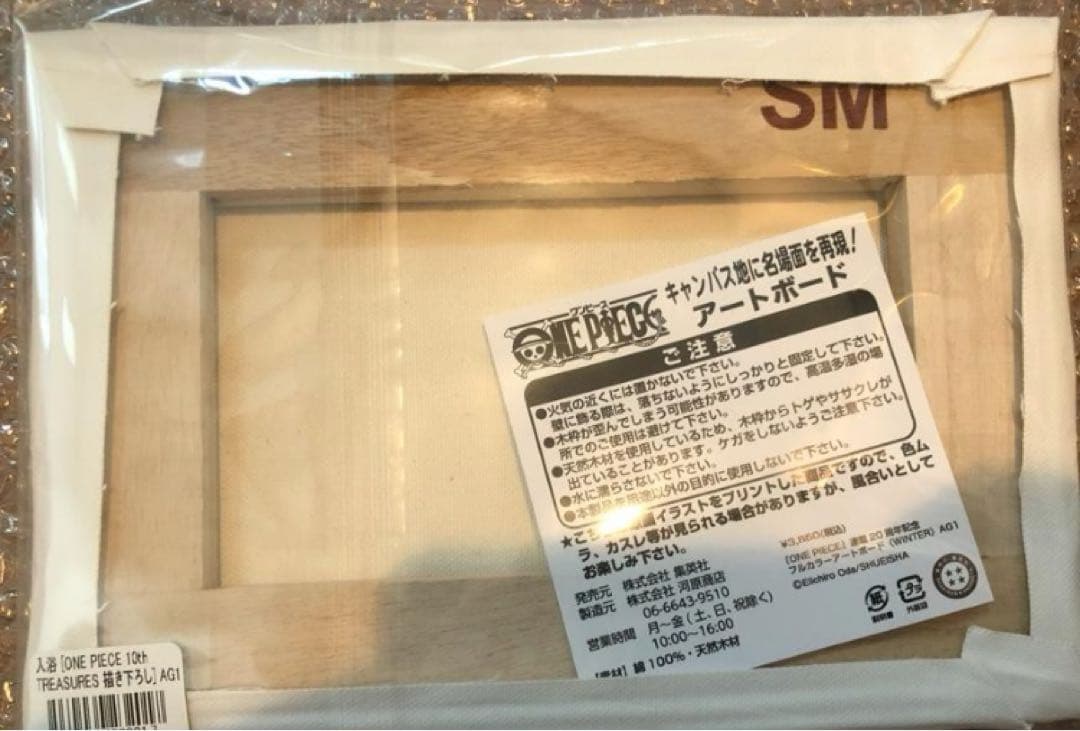 SM
キャンバス地に名場面を再現!
アートボード
ワンピース
ONE PIECE
ご注意
●火気の近くには置かないで下さい。
壁に飾る際は、落ちないようにしっかりと固定して下さい。
●木枠が歪んでしまう可能性がありますので、高温多湿の場
所でのご使用は避けて下さい。
●天然木材を使用しているため、木枠からトゲやササクレが
出ていることがあります。ケガをしないようご注意下さい。
●水に濡らさないで下さい。
●本製品を用途以外の目的に使用しないで下さい。
★こち イラストをプリントした商品ですので、色ム
ラ、カスレ等が見られる場合がありますが、風合いとして
お楽しみ下さい。
¥3,850(税込)
「ONE PIECE」連載20周年記念
フルカラーアートボード(WINTER) AG1
©Eiichiro Oda/SHUEISHA
発売元 株式会社 集英社
製造元 株式会社 河原商店
06-6643-9510
営業時間 月〜金(土、日、祝除く)
10:00〜16:00
綿100%・天然木材
紙
プラ
外装袋
入浴 [ONE PIECE 10th
TREASURES 描き下ろし] AG1